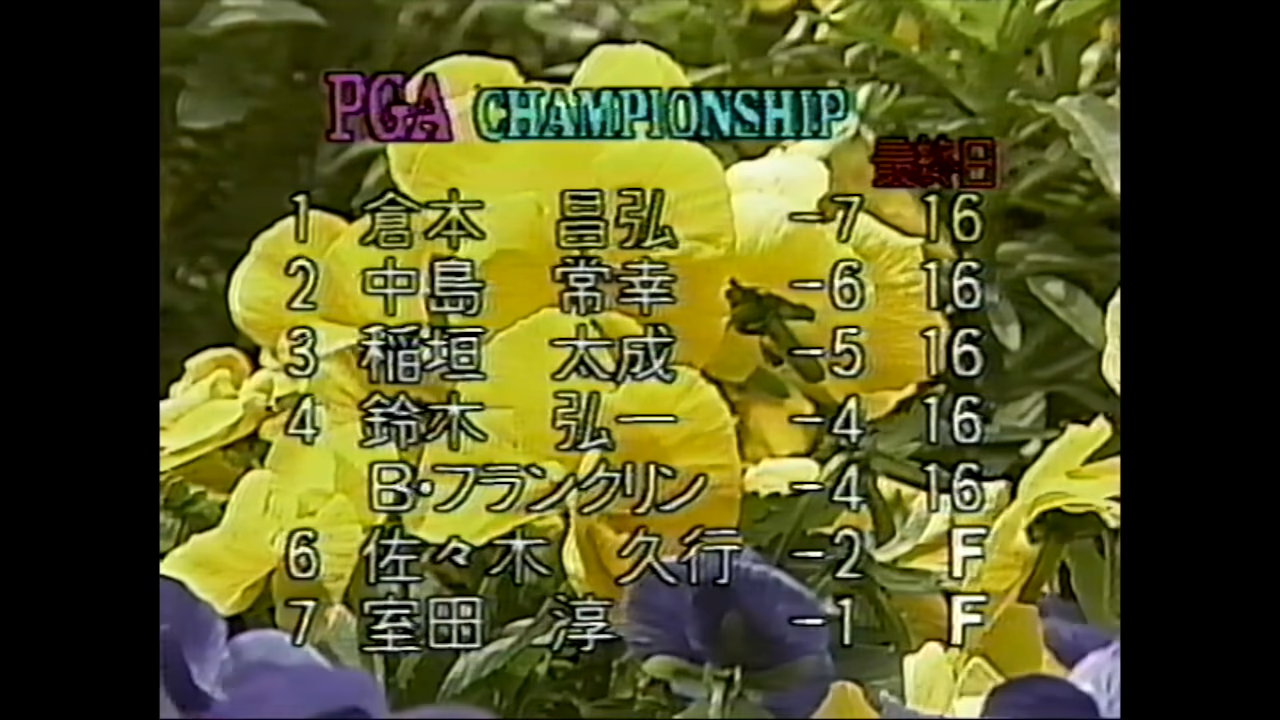 PGA CHAMPIONSHIP
最終日
1 倉本 昌弘 -7 16
2 中島 常幸 -6 16
3 稲垣 太成 -5 16
4 鈴木 弘一 -4 16
B・フランクリン -4 16
6 佐々木 久行 -2 F
7 室田 淳 -1 F